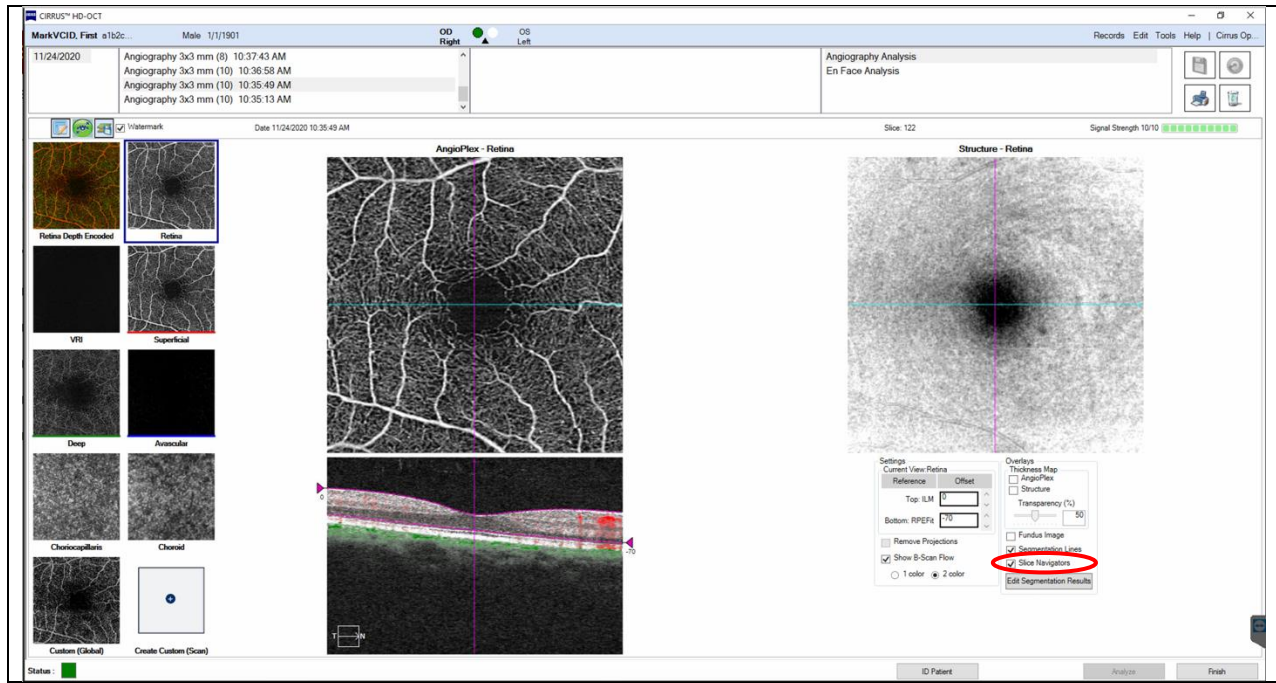 CIRRUS™ HD-OCT
MarkVCID, First a1b2c... Male 1/1/1901 OD Right OS Left Records Edit Tools Help | Cirrus Op...
11/24/2020
Angiography 3x3 mm (8) 10:37:43 AM
Angiography 3x3 mm (10) 10:36:58 AM
Angiography 3x3 mm (10) 10:35:49 AM
Angiography 3x3 mm (10) 10:35:13 AM
Angiography Analysis
En Face Analysis
Watermark Date 11/24/2020 10:35:49 AM Slice: 122 Signal Strength 10/10
AngioPlex - Retina
Structure - Retina
Retina Depth Encoded
Retina
VRI
Superficial
Deep
Avascular
Choriocapillaris
Choroid
Custom (Global)
Create Custom (Scan)
0
-70
T N
Settings
Current View:Retina
Reference Offset
Top: ILM 0
Bottom: RPEFit -70
Remove Projections
Show B-Scan Flow
1 color 2 color
Overlays
Thickness Map
AngioPlex
Structure
Transparency (%)
50
Fundus Image
Segmentation Lines
Slice Navigators
Edit Segmentation Results
Status :
ID Patient
Analyze
Finish